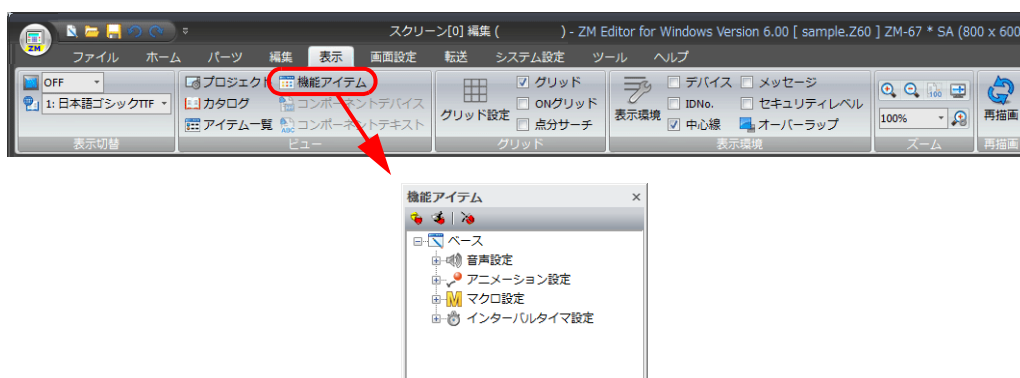 スクリーン[0] 編集 ( ) - ZM Editor for Windows Version 6.00 [ sample.Z60 ] ZM-67 * SA (800 x 600
ZM
ファイル ホーム パーツ 編集 表示 画面設定 転送 システム設定 ツール ヘルプ
OFF プロジェクト 機能アイテム グリッド デバイス メッセージ
1: 日本語ゴシックTTF カタログ コンポーネントデバイス グリッド設定 ONグリッド 表示環境 IDNo. セキュリティレベル 100 再描画
アイテム一覧 コンポーネントテキスト 点分サーチ 中心線 オーバーラップ 100%
表示切替 ビュー グリッド 表示環境 ズーム 再描画
機能アイテム
ベース
音声設定
アニメーション設定
マクロ設定
インターバルタイマ設定